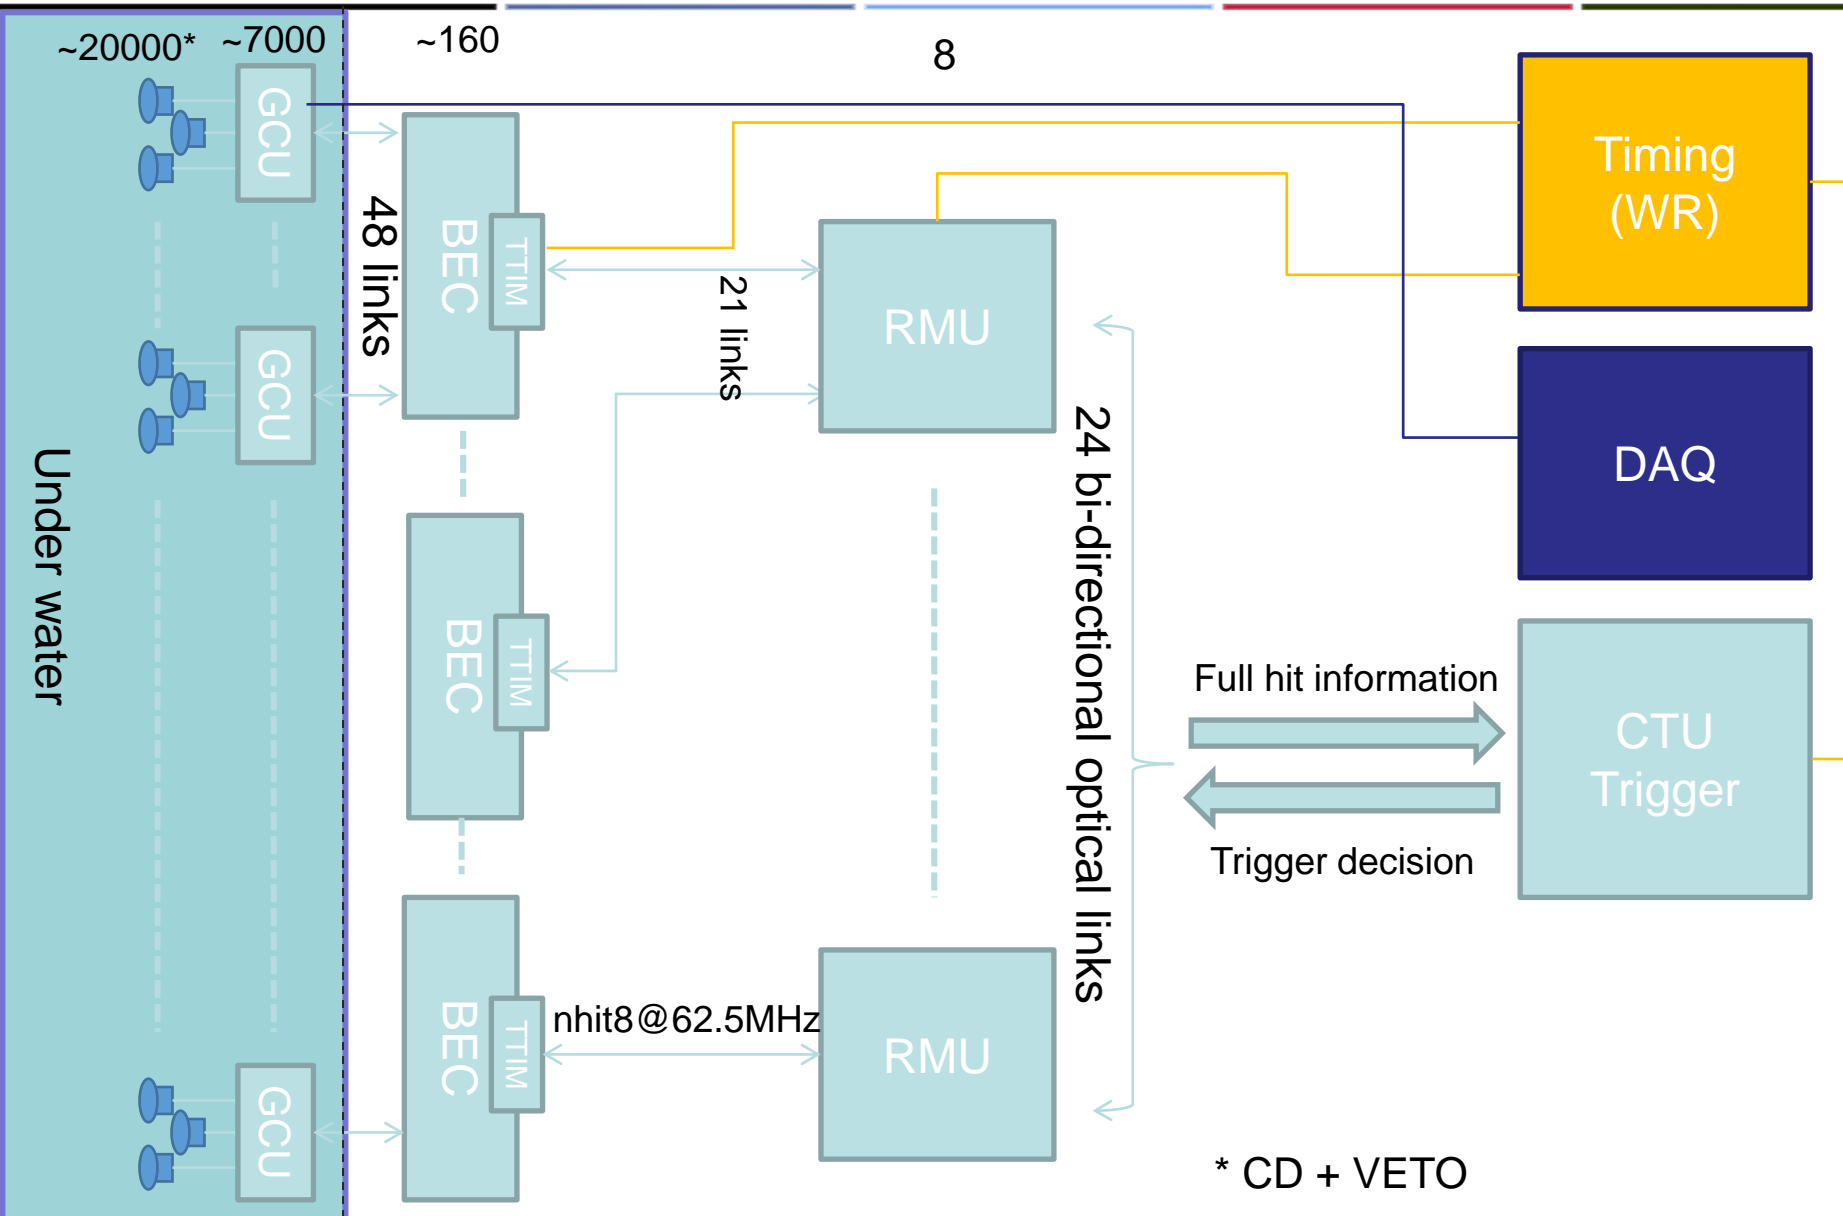 ~20000*
~7000
~160
8
GCU
GCU
GCU
Under water
48 links
BEC
TTIM
BEC
TTIM
BEC
TTIM
21 links
nhit8@62.5MHz
RMU
RMU
24 bi-directional optical links
Full hit information
Trigger decision
Timing
(WR)
DAQ
CTU
Trigger
* CD + VETO